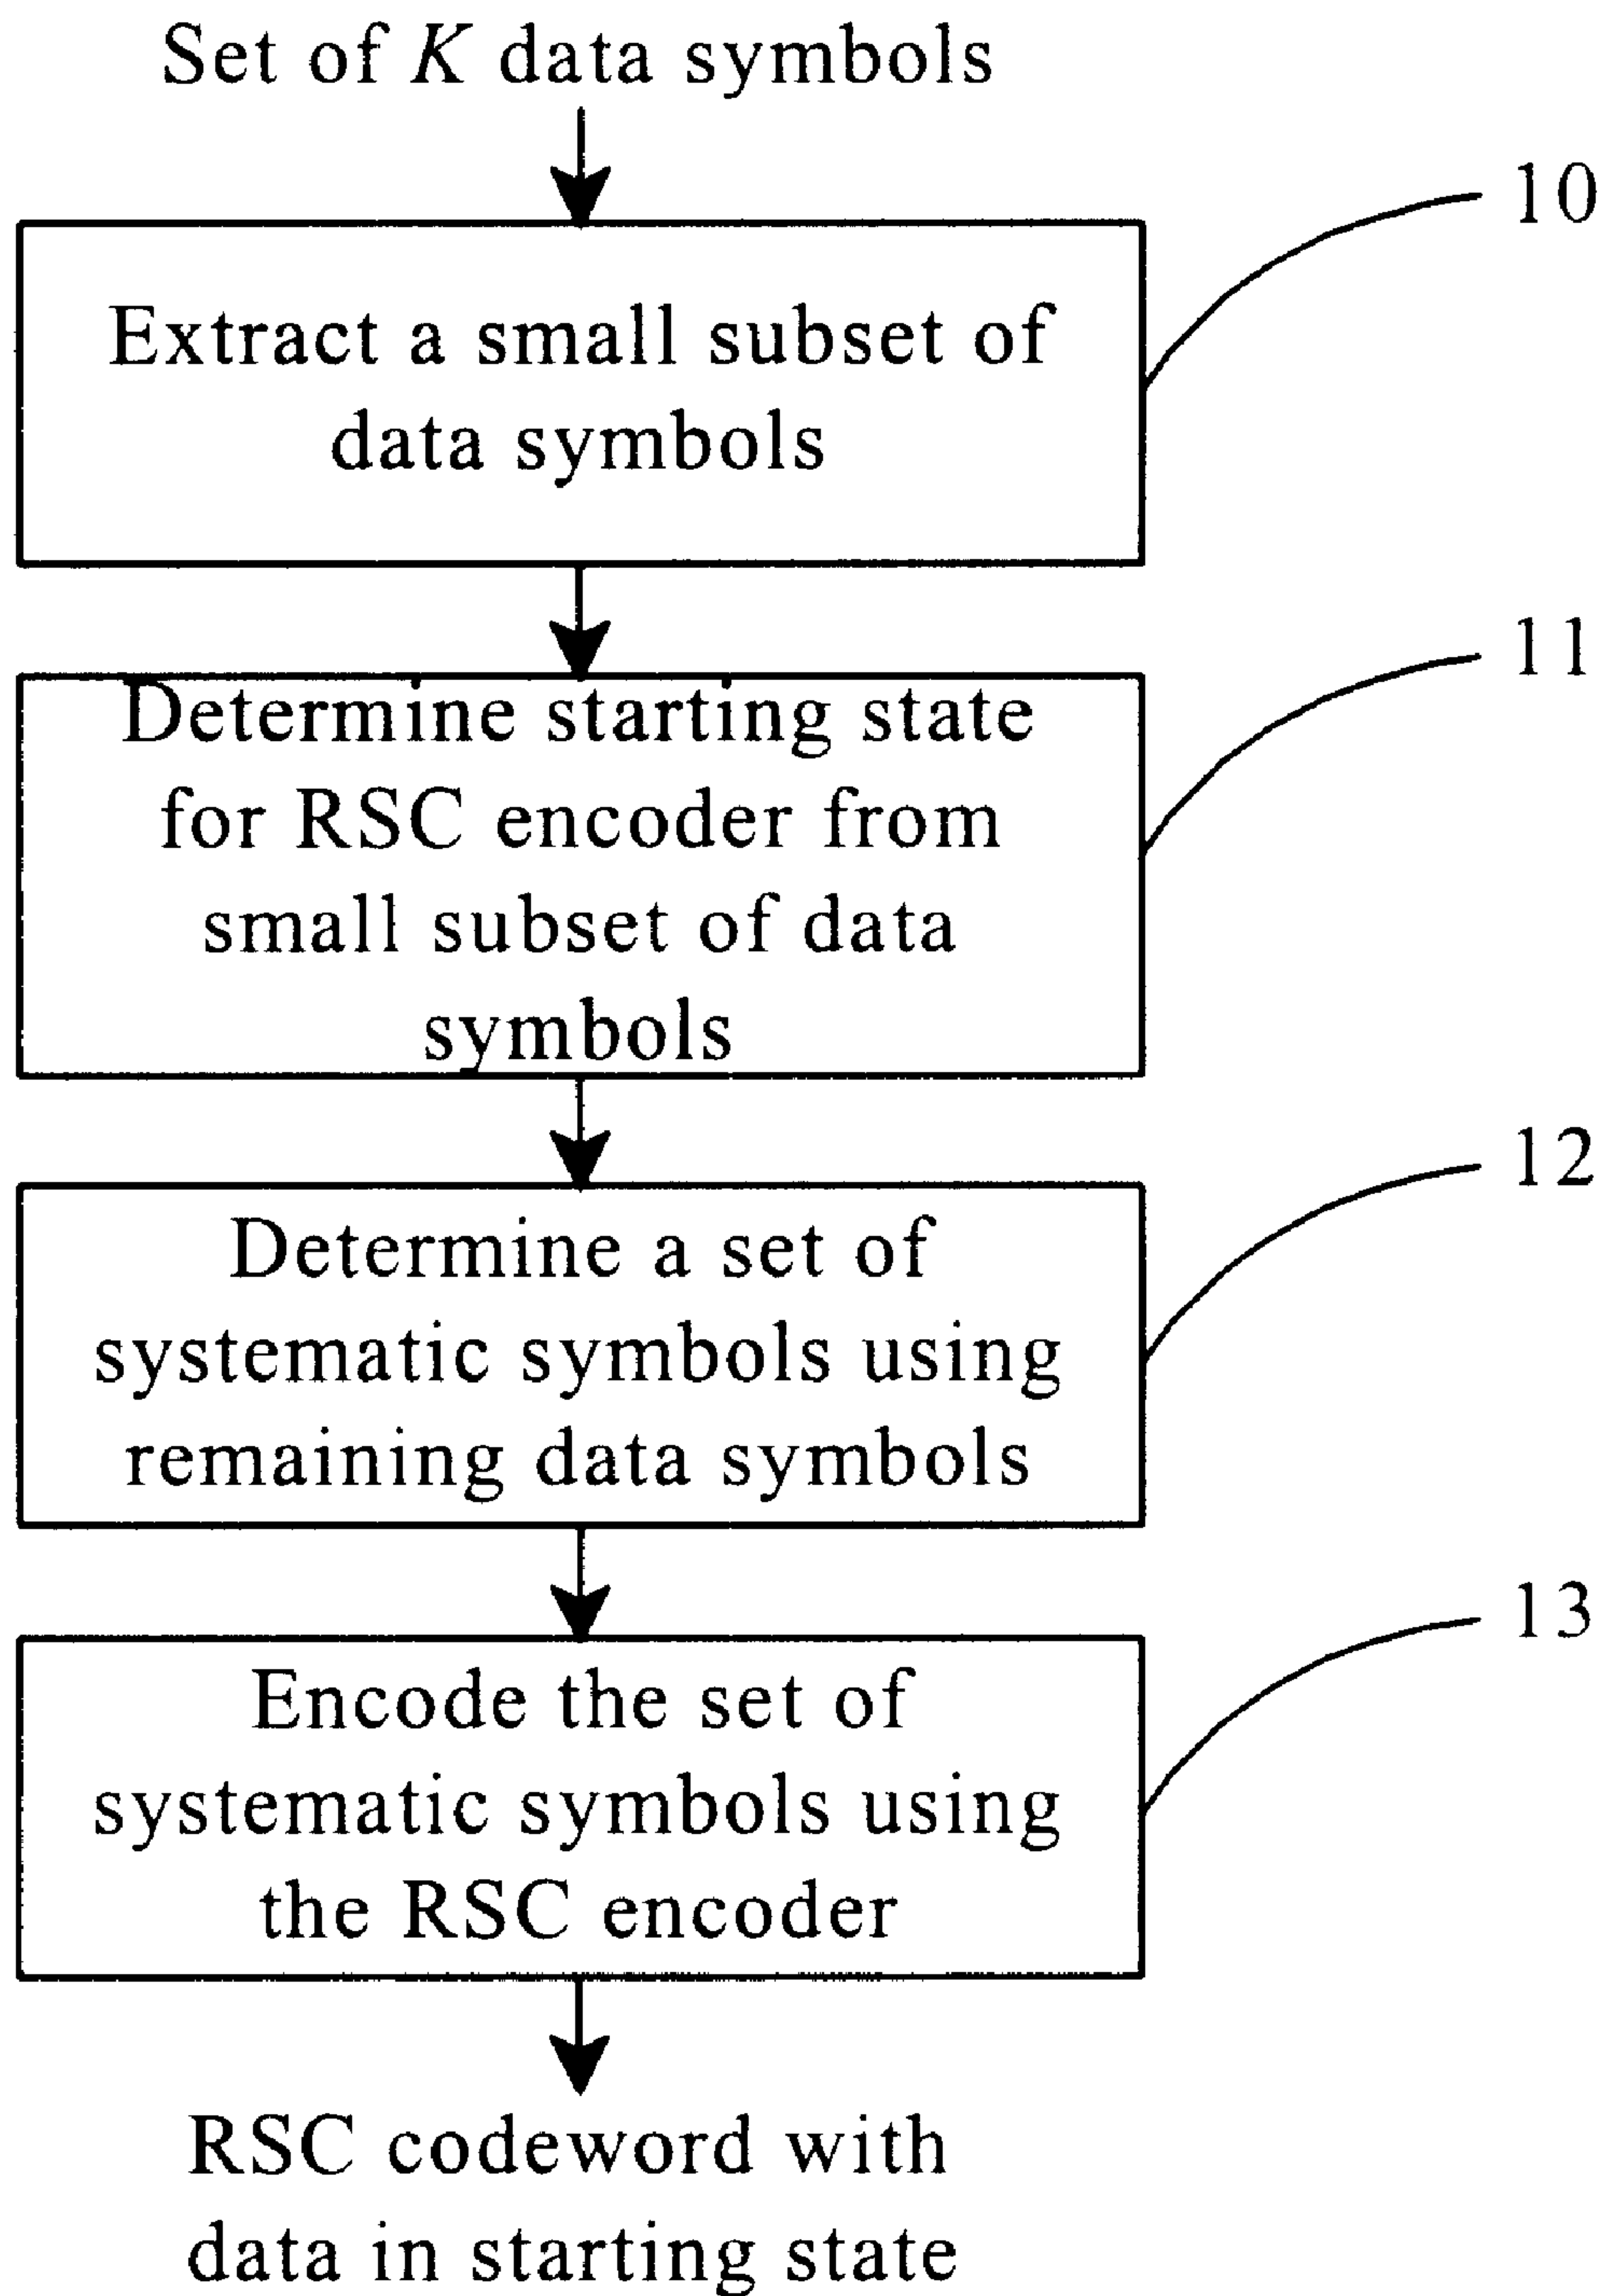 Set of K data symbols
10
Extract a small subset of
data symbols
11
Determine starting state
for RSC encoder from
small subset of data
symbols
12
Determine a set of
systematic symbols using
remaining data symbols
13
Encode the set of
systematic symbols using
the RSC encoder
RSC codeword with
data in starting state